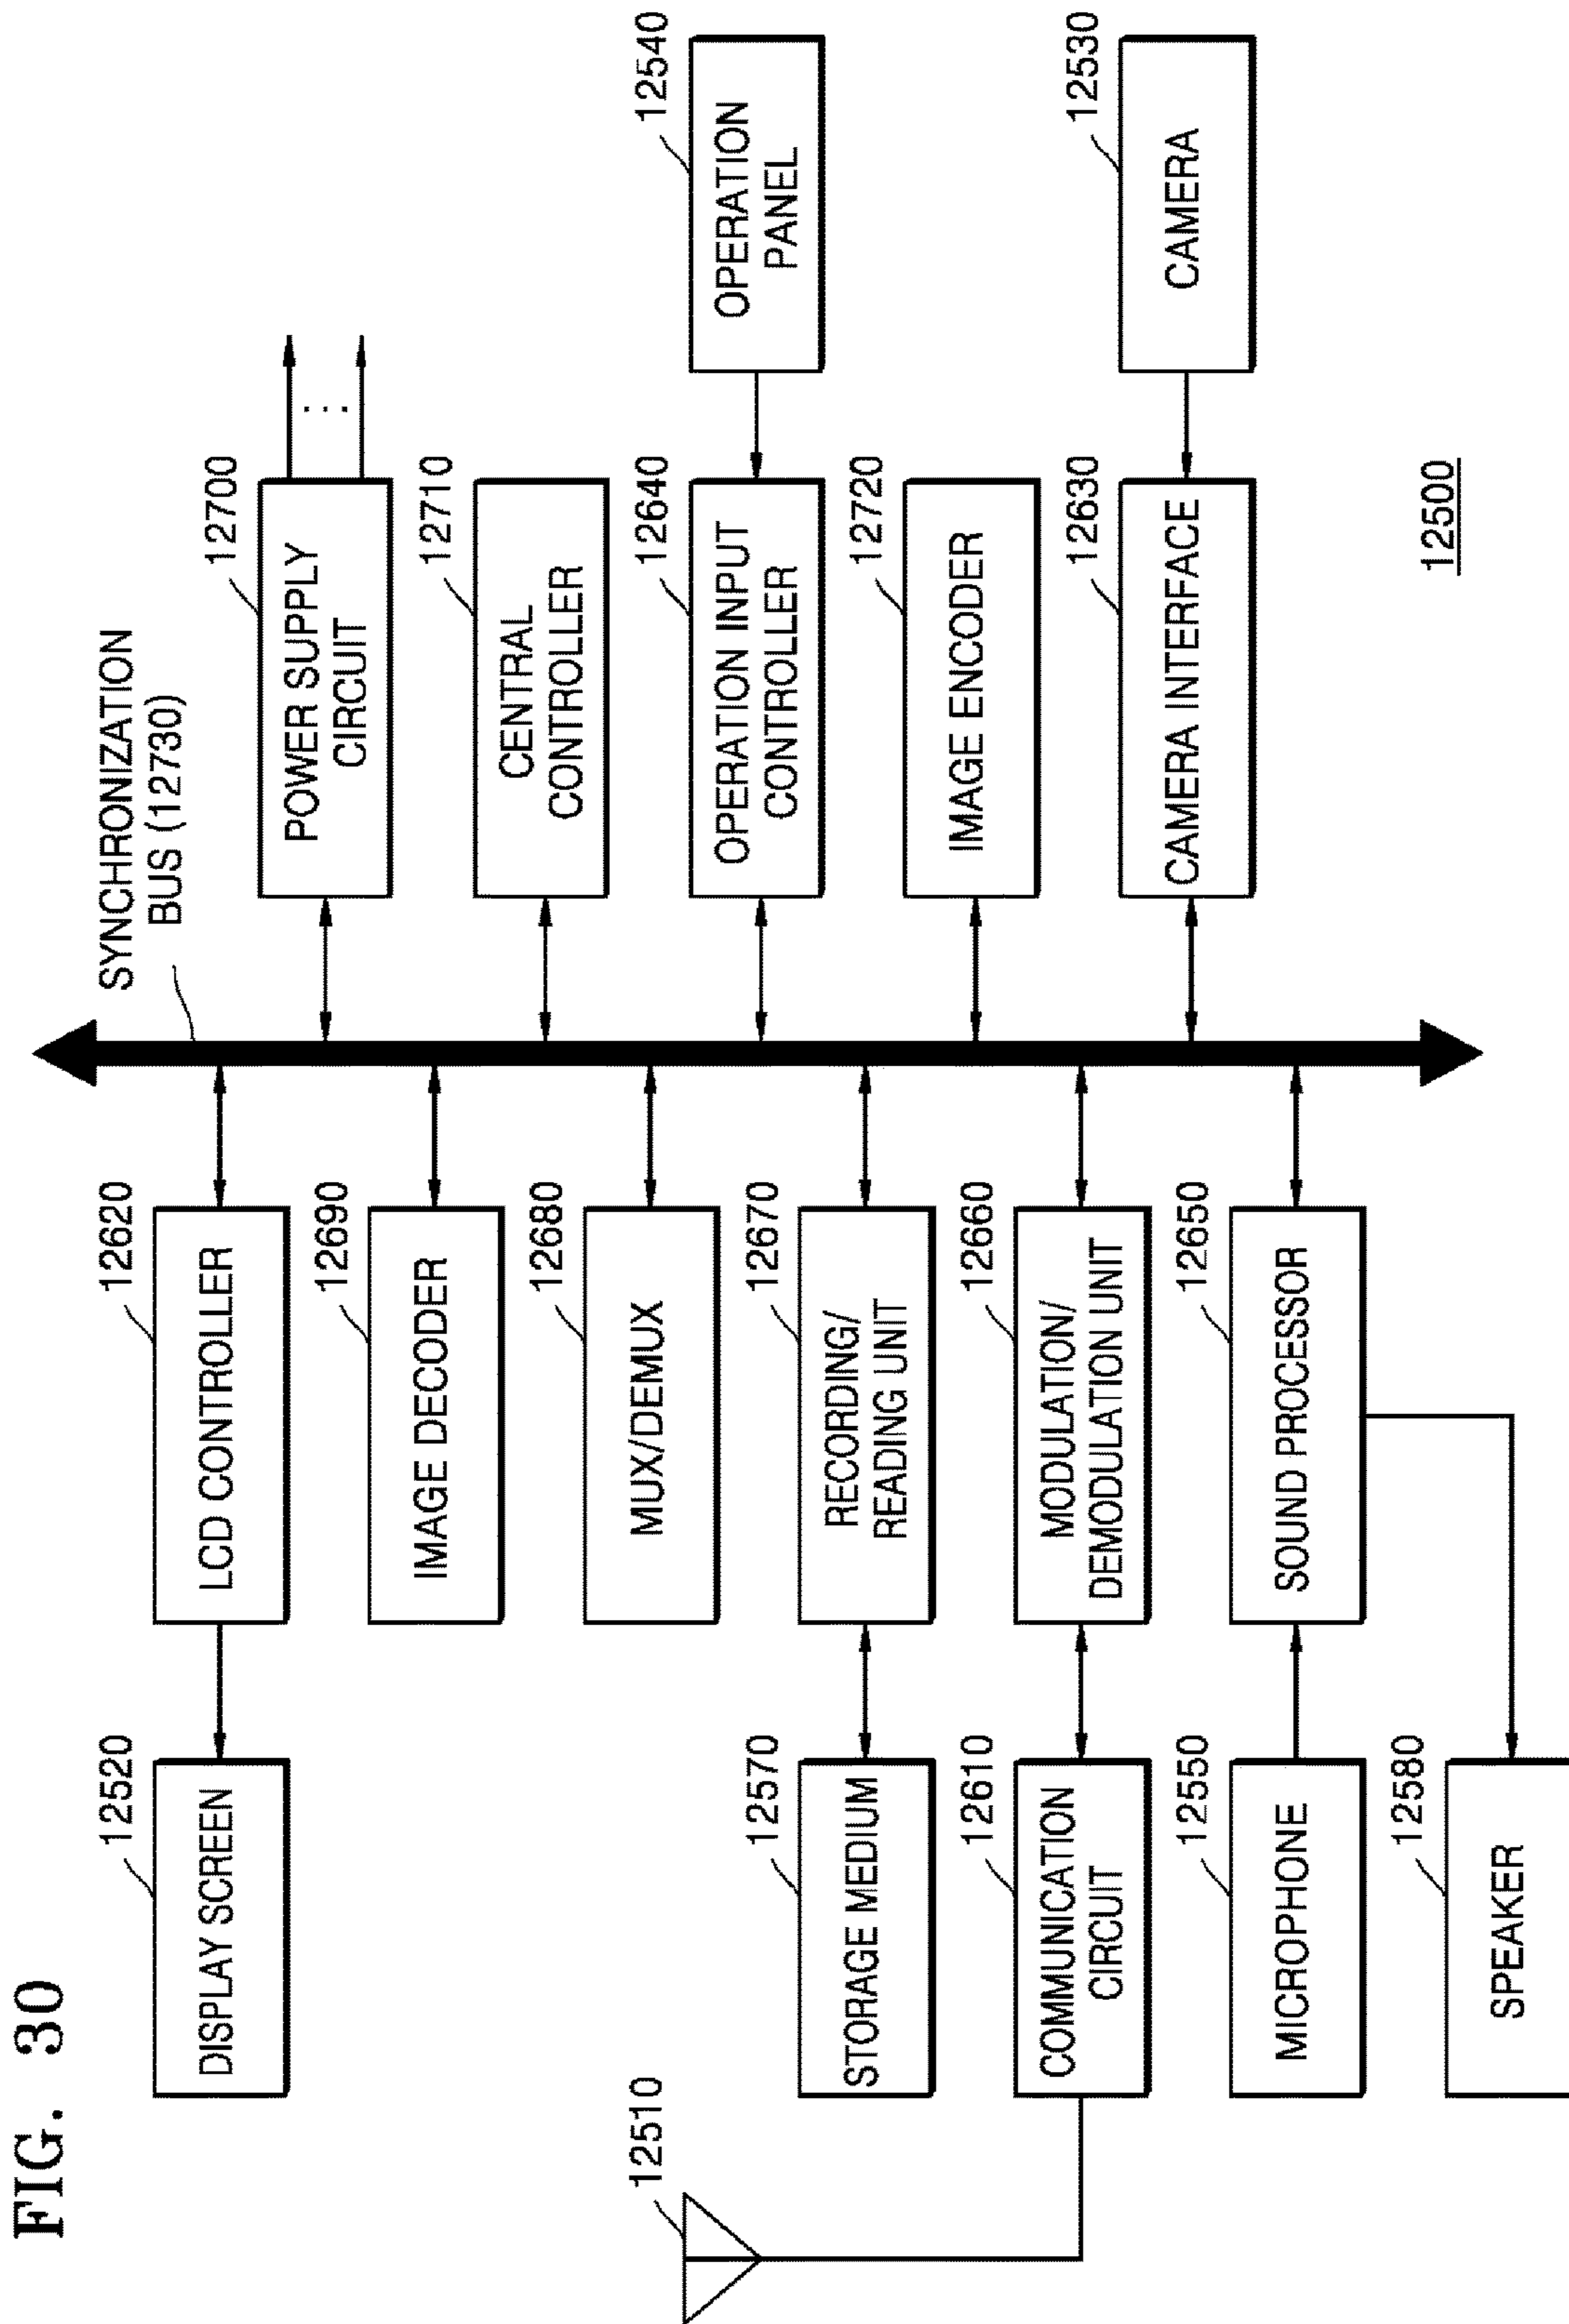 FIG. 30
SYNCHRONIZATION
BUS (12730)
12520
DISPLAY SCREEN
12620
LCD CONTROLLER
12700
POWER SUPPLY
CIRCUIT
...
12690
IMAGE DECODER
12710
CENTRAL
CONTROLLER
12510
12680
MUX/DEMUX
12640
OPERATION INPUT
CONTROLLER
12540
OPERATION
PANEL
12570
STORAGE MEDIUM
12670
RECORDING/
READING UNIT
12720
IMAGE ENCODER
12610
COMMUNICATION
CIRCUIT
12660
MODULATION/
DEMODULATION UNIT
12630
CAMERA INTERFACE
12530
CAMERA
12550
MICROPHONE
12650
SOUND PROCESSOR
12580
SPEAKER
12500